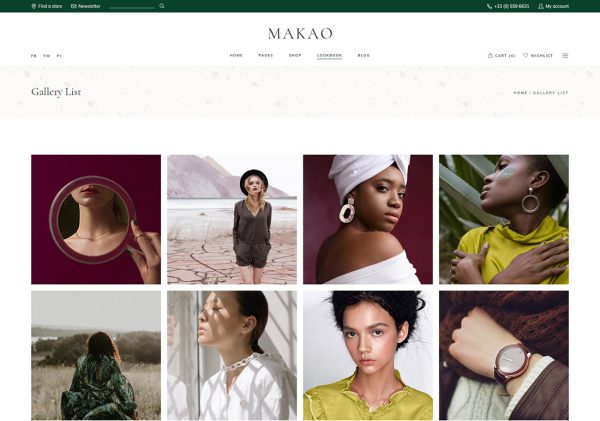 Find a store Newsletter +33 (0) 559 6631 My account
MAKAO
FB TW PI HOME PAGES SHOP LOOKBOOK BLOG CART (0) WISHLIST
Gallery List HOME / GALLERY LIST